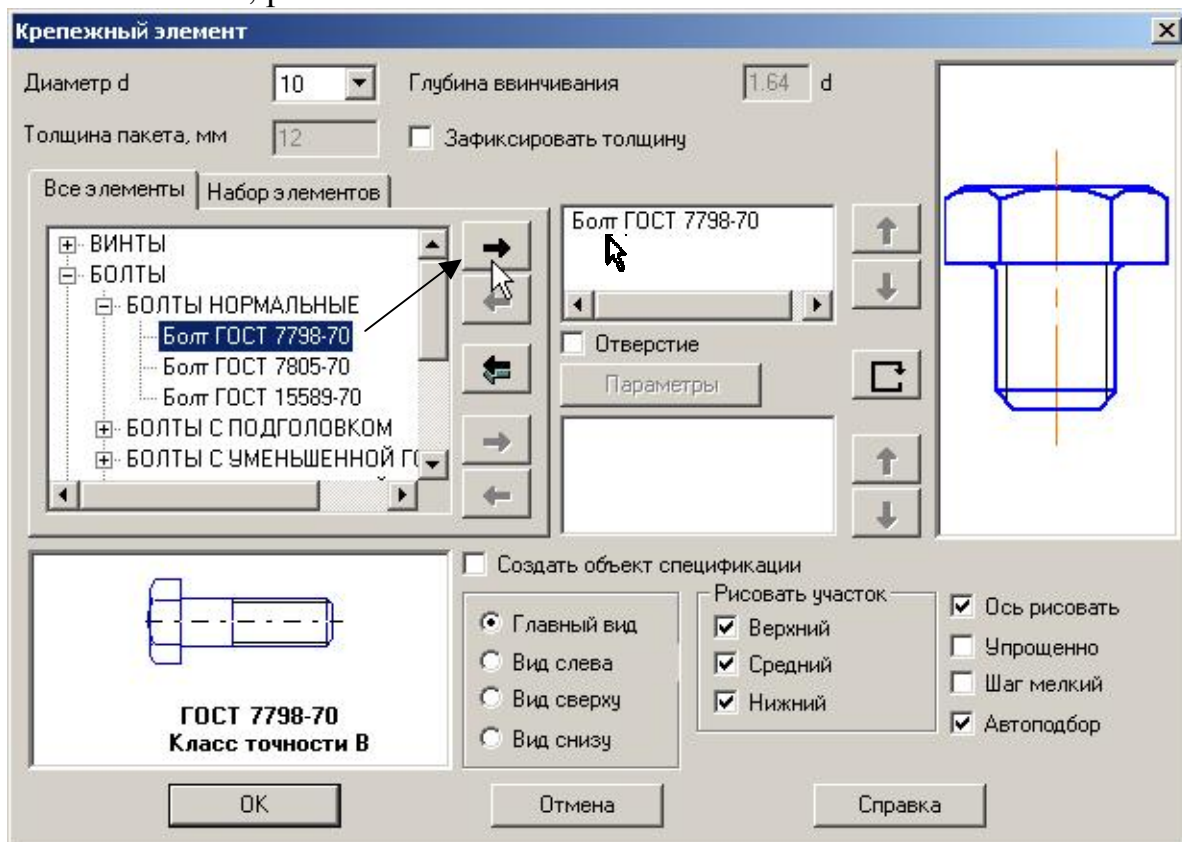 Крепежный элемент
Диаметр d 10 Глубина ввинчивания 1.64 d
Толщина пакета, мм 12 Зафиксировать толщину
Все элементы Набор элементов
ВИНТЫ
БОЛТЫ
БОЛТЫ НОРМАЛЬНЫЕ
Болт ГОСТ 7798-70
Болт ГОСТ 7805-70
Болт ГОСТ 15589-70
БОЛТЫ С ПОДГОЛОВКОМ
БОЛТЫ С УМЕНЬШЕННОЙ
Болт ГОСТ 7798-70
Отверстие
Параметры
ГОСТ 7798-70
Класс точности В
Создать объект спецификации
Главный вид
Вид слева
Вид сверху
Вид снизу
Рисовать участок
Верхний
Средний
Нижний
Ось рисовать
Упрощенно
Шаг мелкий
Автоподбор
OK Отмена Справка